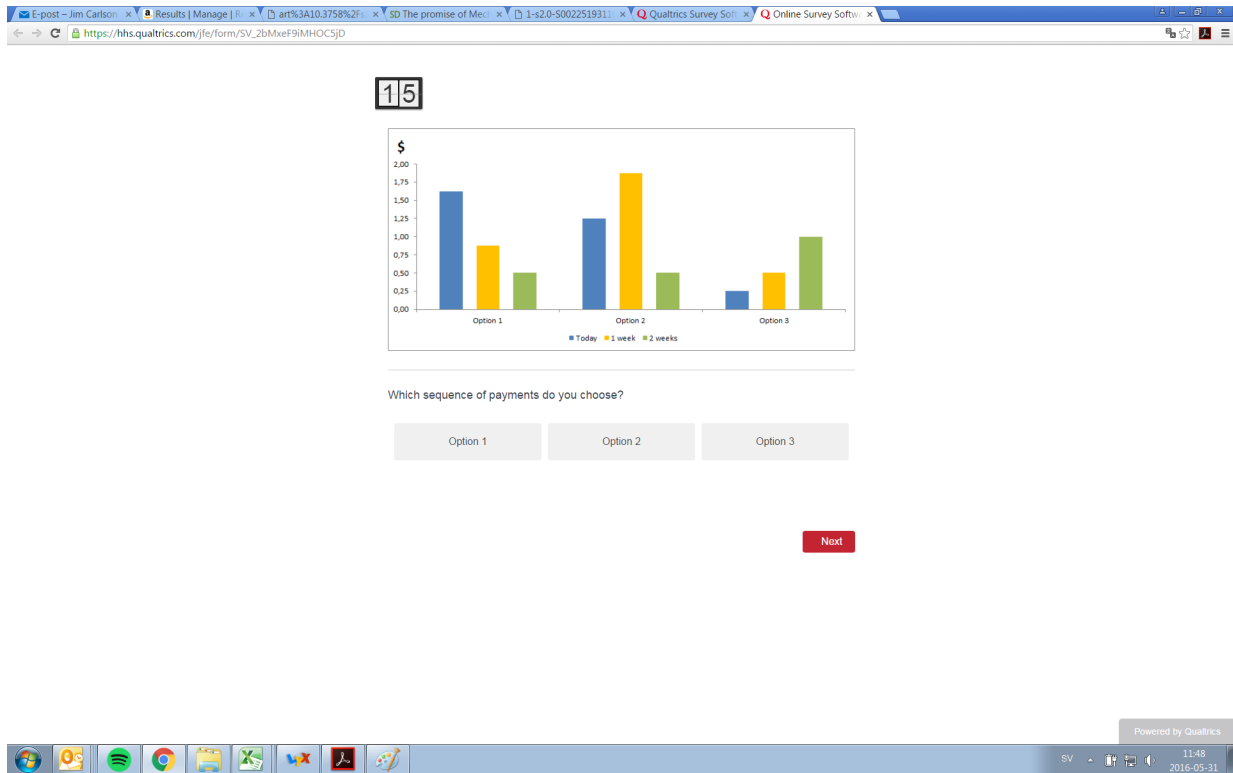 E-post – Jim Carlson
Results | Manage | R
art%3A10.3758%2Fs
SD The promise of Mect
1-s2.0-S0022519311
Qualtrics Survey Soft
Online Survey Softw
https://hhs.qualtrics.com/jfe/form/SV_2bMxeF9iMHOC5jD
15
$
2,00
1,75
1,50
1,25
1,00
0,75
0,50
0,25
0,00
Option 1 Option 2 Option 3
Today 1 week 2 weeks
Which sequence of payments do you choose?
Option 1 Option 2 Option 3
Next
Powered by Qualtrics
SV 11:48
2016-05-31